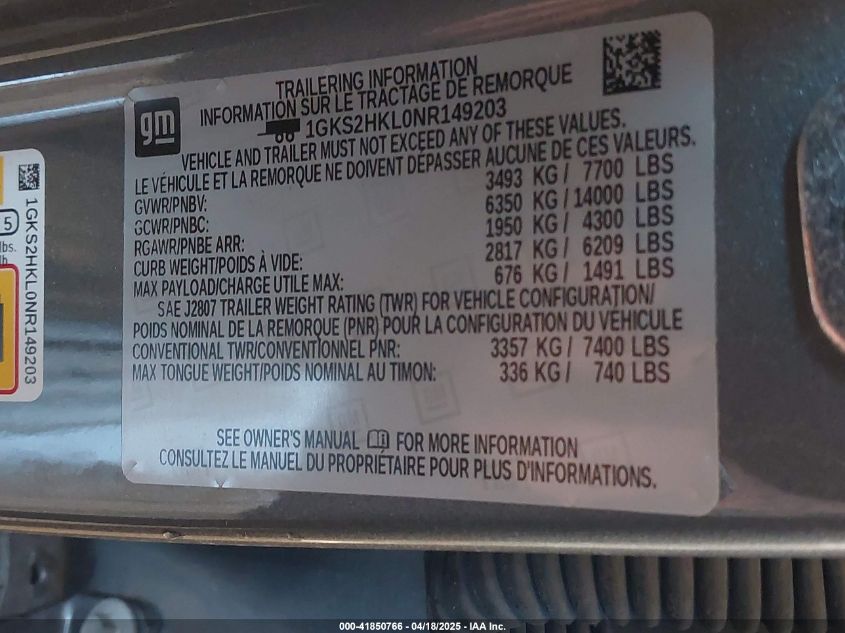 gm
TRAILERING INFORMATION
INFORMATION SUR LE TRACTAGE DE REMORQUE
1GKS2HKL0NR149203
VEHICLE AND TRAILER MUST NOT EXCEED ANY OF THESE VALUES.
LE VÉHICULE ET LA REMORQUE NE DOIVENT DEPASSER AUCUNE DE CES VALEURS.
GVWR/PNBV: 3493 KG/ 7700 LBS
GCWR/PNBC: 6350 KG/14000 LBS
RGAWR/PNBE ARR: 1950 KG/ 4300 LBS
CURB WEIGHT/POIDS À VIDE: 2817 KG/ 6209 LBS
MAX PAYLOAD/CHARGE UTILE MAX: 676 KG/ 1491 LBS
SAE J2807 TRAILER WEIGHT RATING (TWR) FOR VEHICLE CONFIGURATION/
POIDS NOMINAL DE LA REMORQUE (PNR) POUR LA CONFIGURATION DU VÉHICULE
CONVENTIONAL TWR/CONVENTIONNEL PNR: 3357 KG/ 7400 LBS
MAX TONGUE WEIGHT/POIDS NOMINAL AU TIMON: 336 KG/ 740 LBS
SEE OWNER'S MANUAL FOR MORE INFORMATION
CONSULTEZ LE MANUEL DU PROPRIÉTAIRE POUR PLUS D'INFORMATIONS.
1GKS2HKL0NR149203
5
lbs.
000-41850766 - 04/18/2025 - IAA Inc.